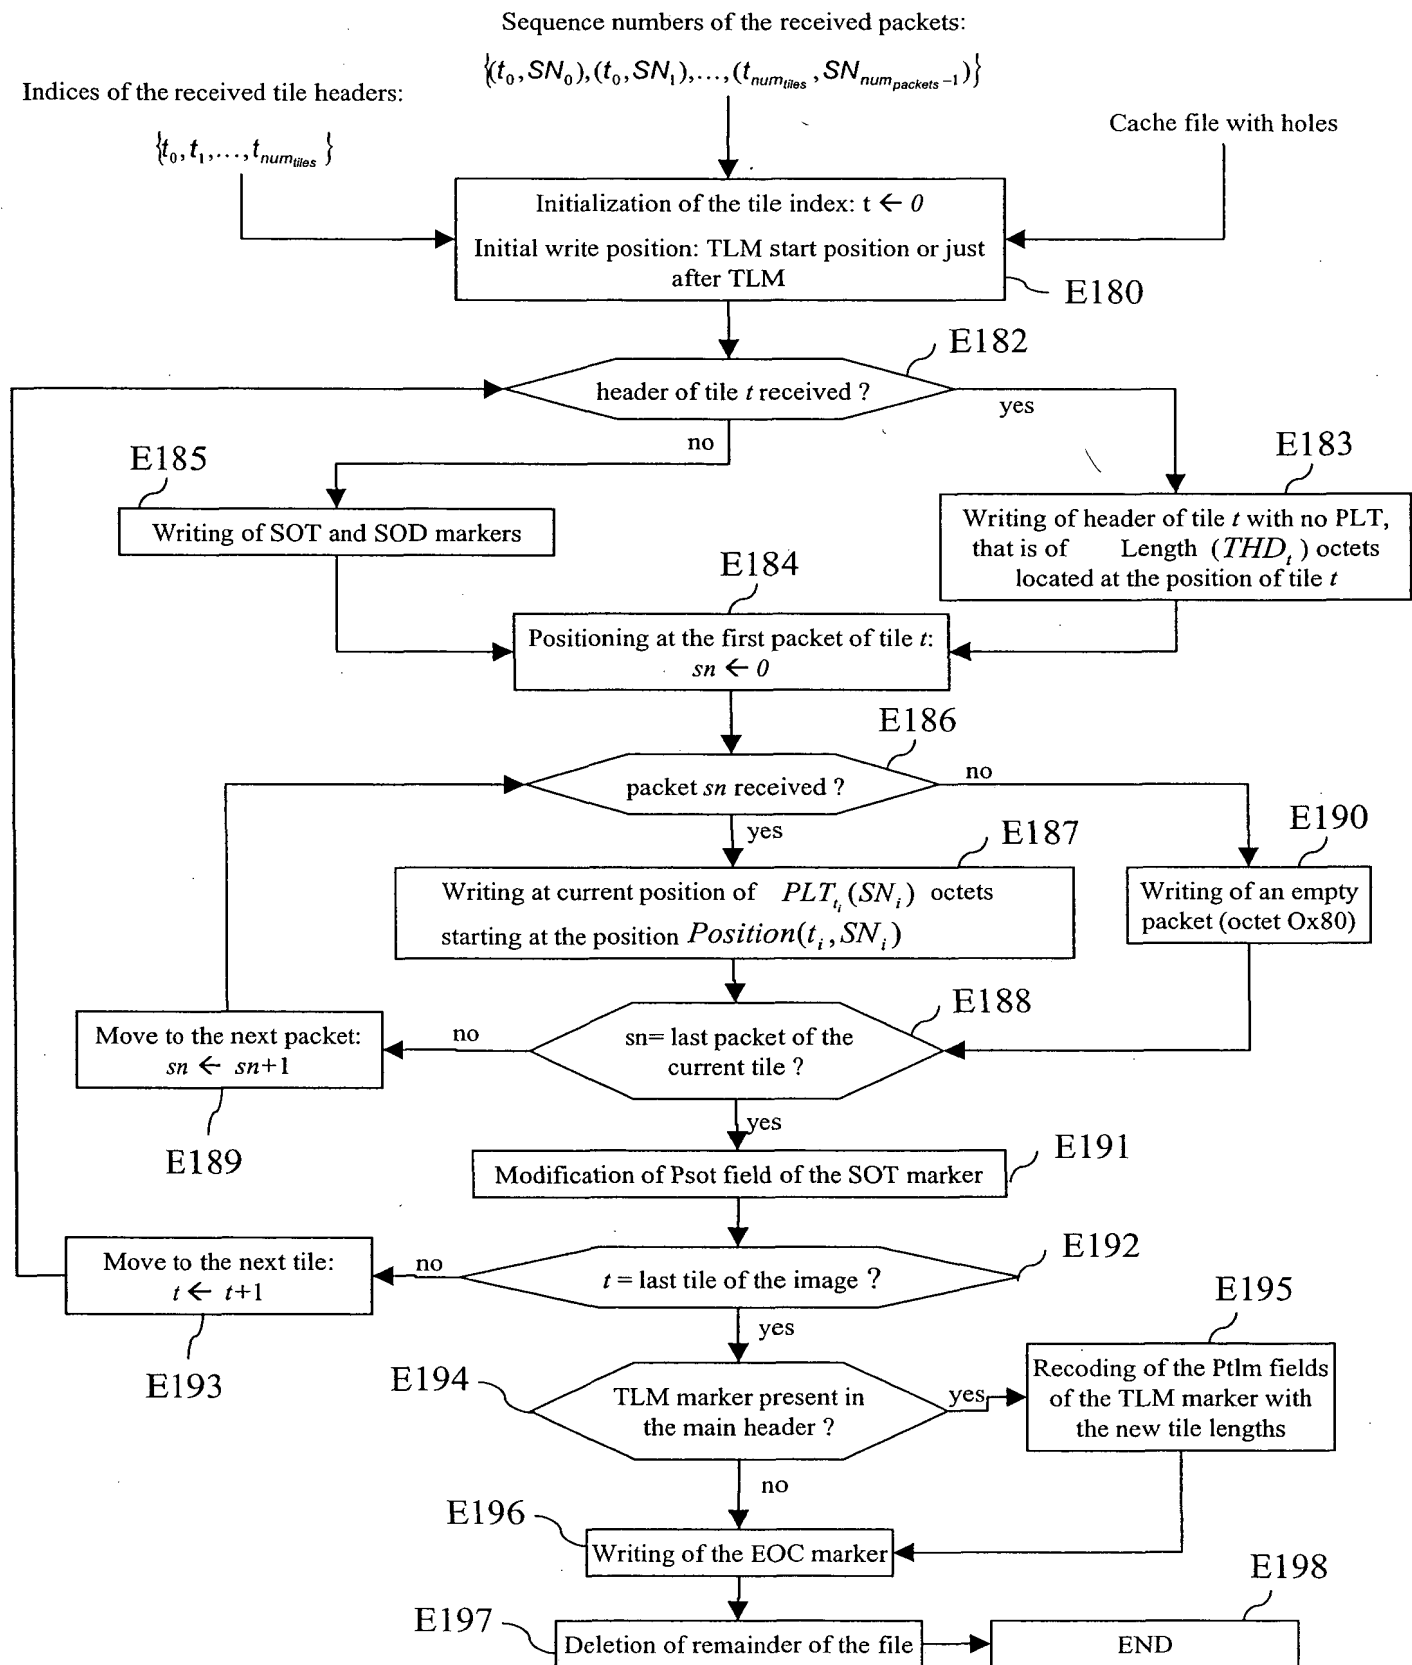 Sequence numbers of the received packets:
{(t0,SN0),(t0,SN1),...,(tnumtiles,SNnumpackets-1)}
Indices of the received tile headers:
{t0,t1,...,tnumtiles}
Cache file with holes
Initialization of the tile index: t ← 0
Initial write position: TLM start position or just
after TLM
E180
E182
header of tile t received ?
yes
no
E185
E183
Writing of SOT and SOD markers
Writing of header of tile t with no PLT,
that is of Length (THDt) octets
located at the position of tile t
E184
Positioning at the first packet of tile t:
sn ← 0
E186
packet sn received ?
no
yes
E187
E190
Writing at current position of PLTti(SNi) octets
starting at the position Position(ti,SNi)
Writing of an empty
packet (octet Ox80)
E188
sn= last packet of the
current tile ?
no
Move to the next packet:
sn ← sn+1
E189
yes
E191
Modification of Psot field of the SOT marker
E192
t = last tile of the image ?
no
Move to the next tile:
t ← t+1
E193
yes
E195
E194
TLM marker present in
the main header ?
yes
Recoding of the Ptlm fields
of the TLM marker with
the new tile lengths
no
E196
Writing of the EOC marker
E198
E197
Deletion of remainder of the file
END